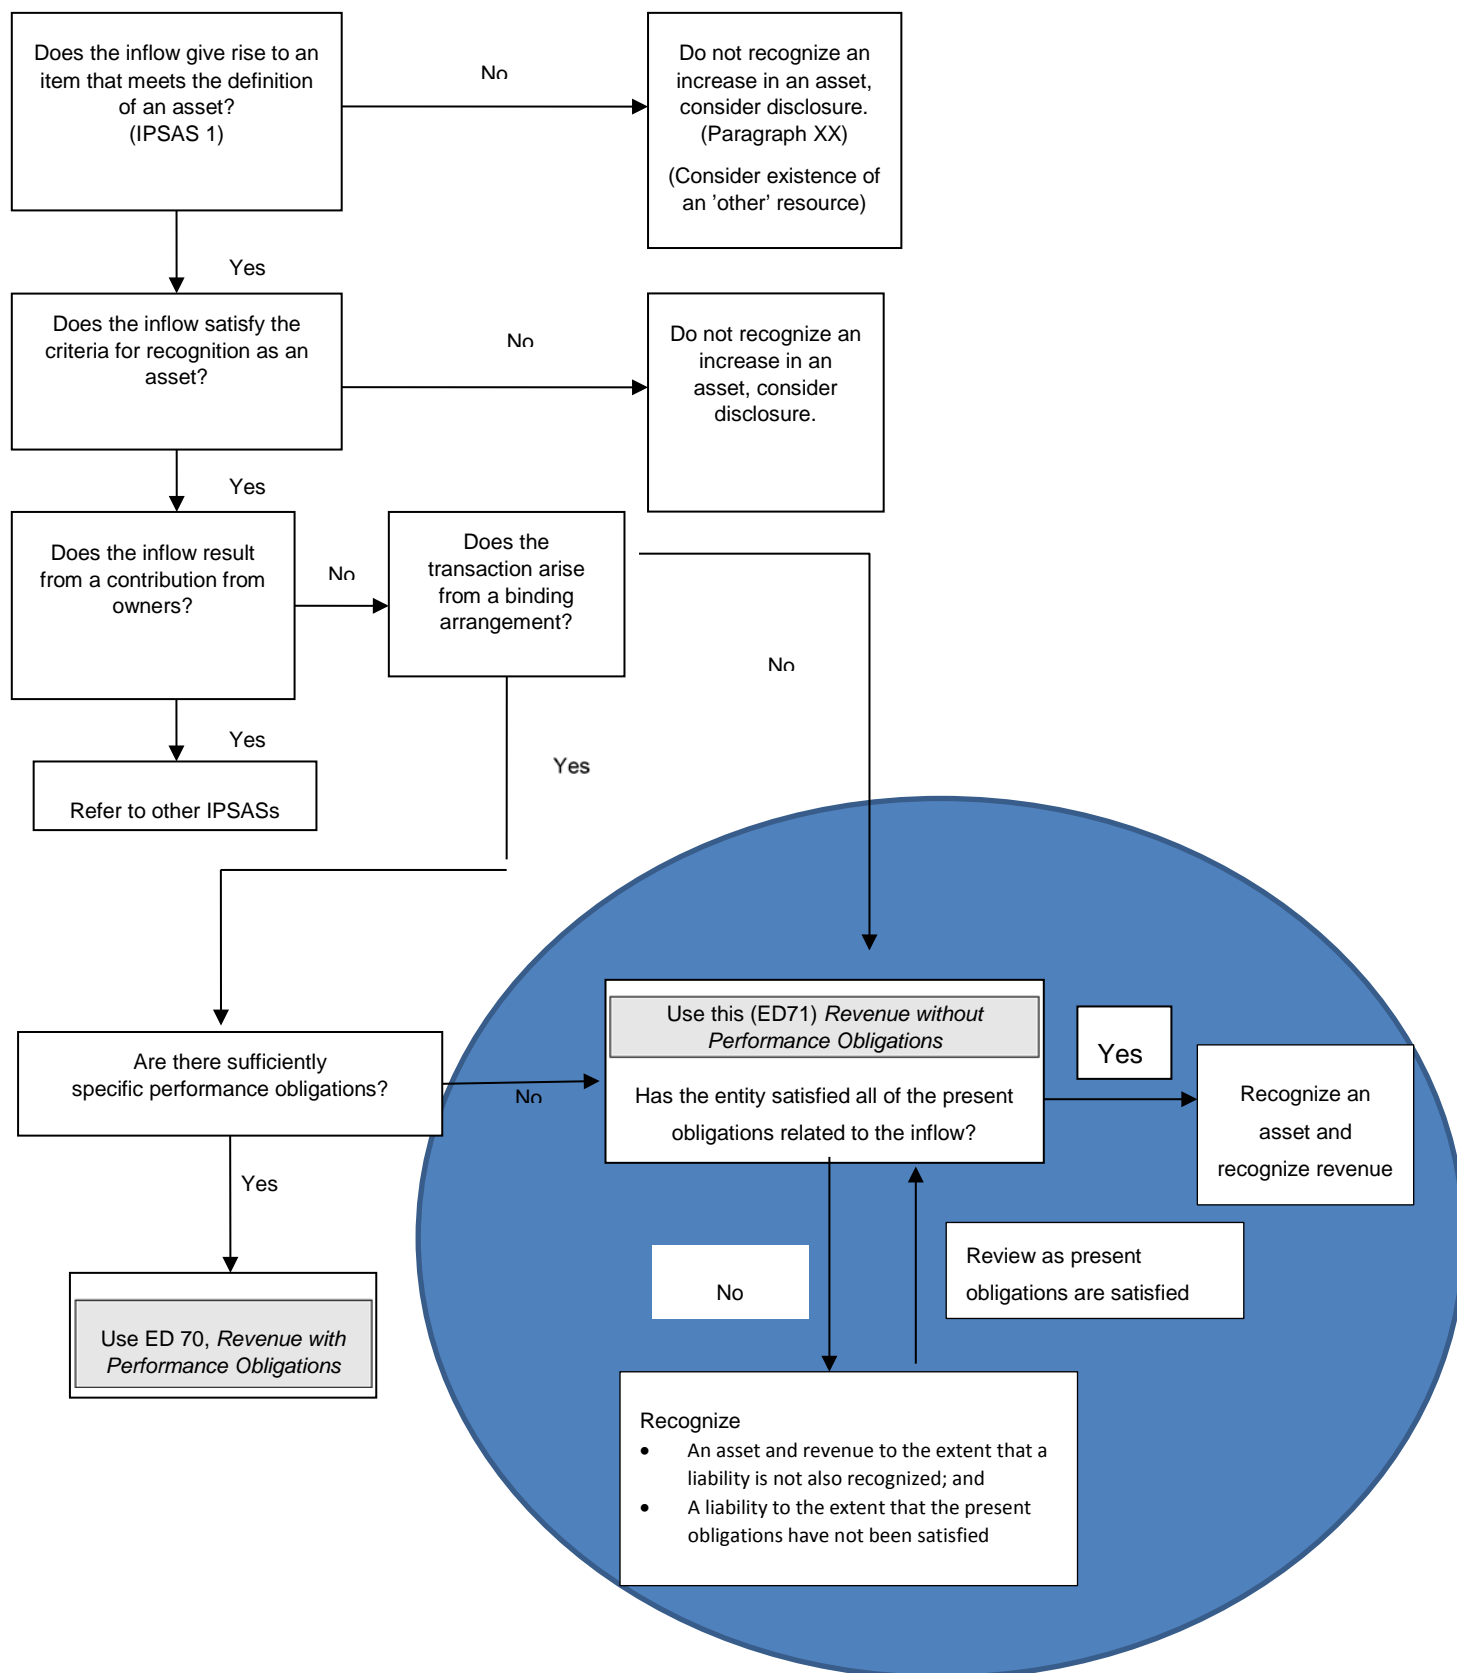 Does the inflow give rise to an
item that meets the definition
of an asset?
(IPSAS 1)
No
Do not recognize an
increase in an asset,
consider disclosure.
(Paragraph XX)
(Consider existence of
an ’other’ resource)
Yes
Does the inflow satisfy the
criteria for recognition as an
asset?
No
Do not recognize an
increase in an
asset, consider
disclosure.
Yes
Does the inflow result
from a contribution from
owners?
No
Does the
transaction arise
from a binding
arrangement?
No
Yes
Refer to other IPSASs
Yes
Are there sufficiently
specific performance obligations?
No
Use this (ED71) Revenue without
Performance Obligations
Has the entity satisfied all of the present
obligations related to the inflow?
Yes
Recognize an
asset and
recognize revenue
Yes
Use ED 70, Revenue with
Performance Obligations
No
Review as present
obligations are satisfied
Recognize
• An asset and revenue to the extent that a
liability is not also recognized; and
• A liability to the extent that the present
obligations have not been satisfied